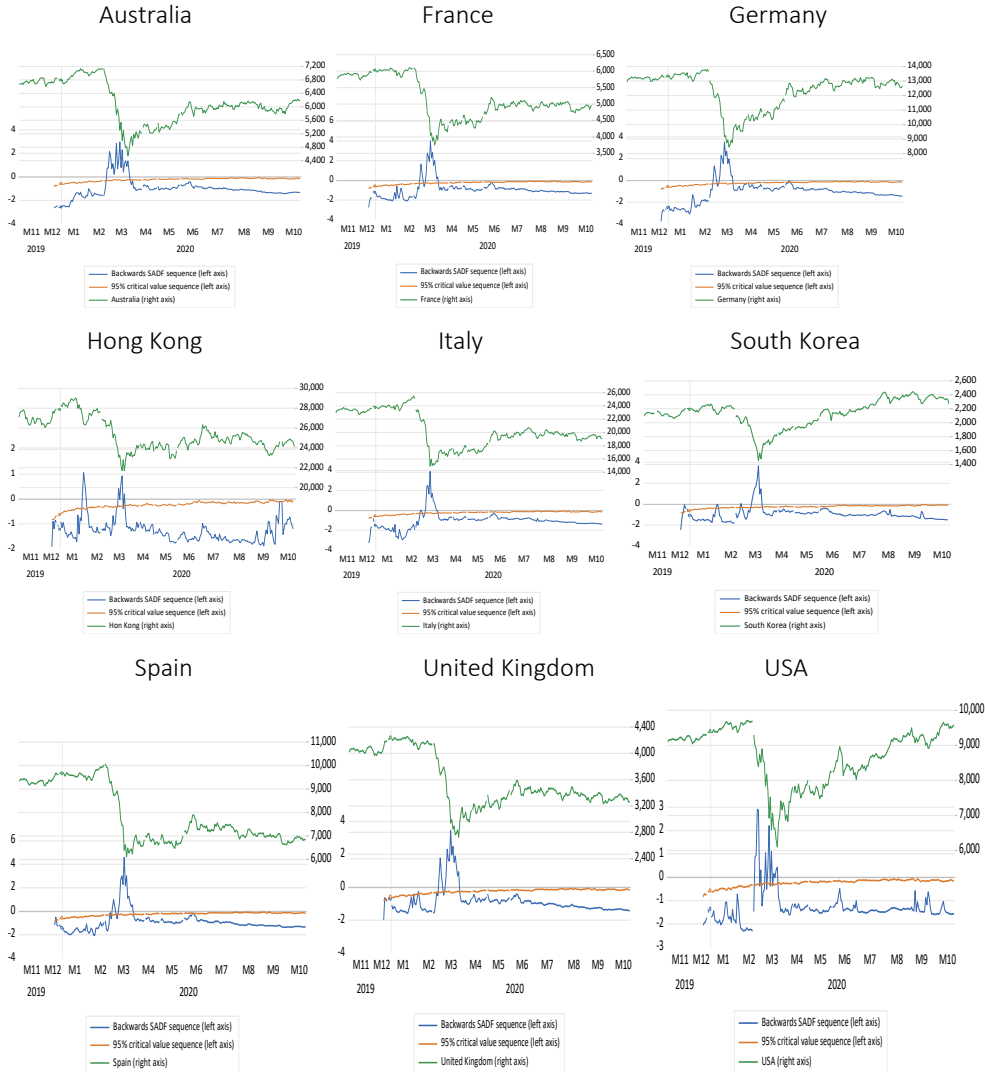 Australia
France
Germany
7,200
6,800
6,400
6,000
5,600
5,200
4,800
4,400
4
2
0
-2
-4
M11 M12 M1 M2 M3 M4 M5 M6 M7 M8 M9 M10
2019 2020
Backwards SADF sequence (left axis)
95% critical value sequence (left axis)
Australia (right axis)
6,500
6,000
5,500
5,000
4,500
4,000
3,500
4
2
0
-2
-4
M11 M12 M1 M2 M3 M4 M5 M6 M7 M8 M9 M10
2019 2020
Backwards SADF sequence (left axis)
95% critical value sequence (left axis)
France (right axis)
14,000
13,000
12,000
11,000
10,000
9,000
8,000
4
2
0
-2
-4
M11 M12 M1 M2 M3 M4 M5 M6 M7 M8 M9 M10
2019 2020
Backwards SADF sequence (left axis)
95% critical value sequence (left axis)
Germany (right axis)
Hong Kong
Italy
South Korea
30,000
28,000
26,000
24,000
22,000
20,000
2
1
0
-1
-2
M11 M12 M1 M2 M3 M4 M5 M6 M7 M8 M9 M10
2019 2020
Backwards SADF sequence (left axis)
95% critical value sequence (left axis)
Hon Kong (right axis)
26,000
24,000
22,000
20,000
18,000
16,000
14,000
4
2
0
-2
-4
M11 M12 M1 M2 M3 M4 M5 M6 M7 M8 M9 M10
2019 2020
Backwards SADF sequence (left axis)
95% critical value sequence (left axis)
Italy (right axis)
2,600
2,400
2,200
2,000
1,800
1,600
1,400
4
2
0
-2
-4
M11 M12 M1 M2 M3 M4 M5 M6 M7 M8 M9 M10
2019 2020
Backwards SADF sequence (left axis)
95% critical value sequence (left axis)
South Korea (right axis)
Spain
United Kingdom
USA
11,000
10,000
9,000
8,000
7,000
6,000
6
4
2
0
-2
-4
M11 M12 M1 M2 M3 M4 M5 M6 M7 M8 M9 M10
2019 2020
Backwards SADF sequence (left axis)
95% critical value sequence (left axis)
Spain (right axis)
4,400
4,000
3,600
3,200
2,800
2,400
4
2
0
-2
-4
M11 M12 M1 M2 M3 M4 M5 M6 M7 M8 M9 M10
2019 2020
Backwards SADF sequence (left axis)
95% critical value sequence (left axis)
United Kingdom (right axis)
10,000
9,000
8,000
7,000
6,000
3
2
1
0
-1
-2
-3
M11 M12 M1 M2 M3 M4 M5 M6 M7 M8 M9 M10
2019 2020
Backwards SADF sequence (left axis)
95% critical value sequence (left axis)
USA (right axis)